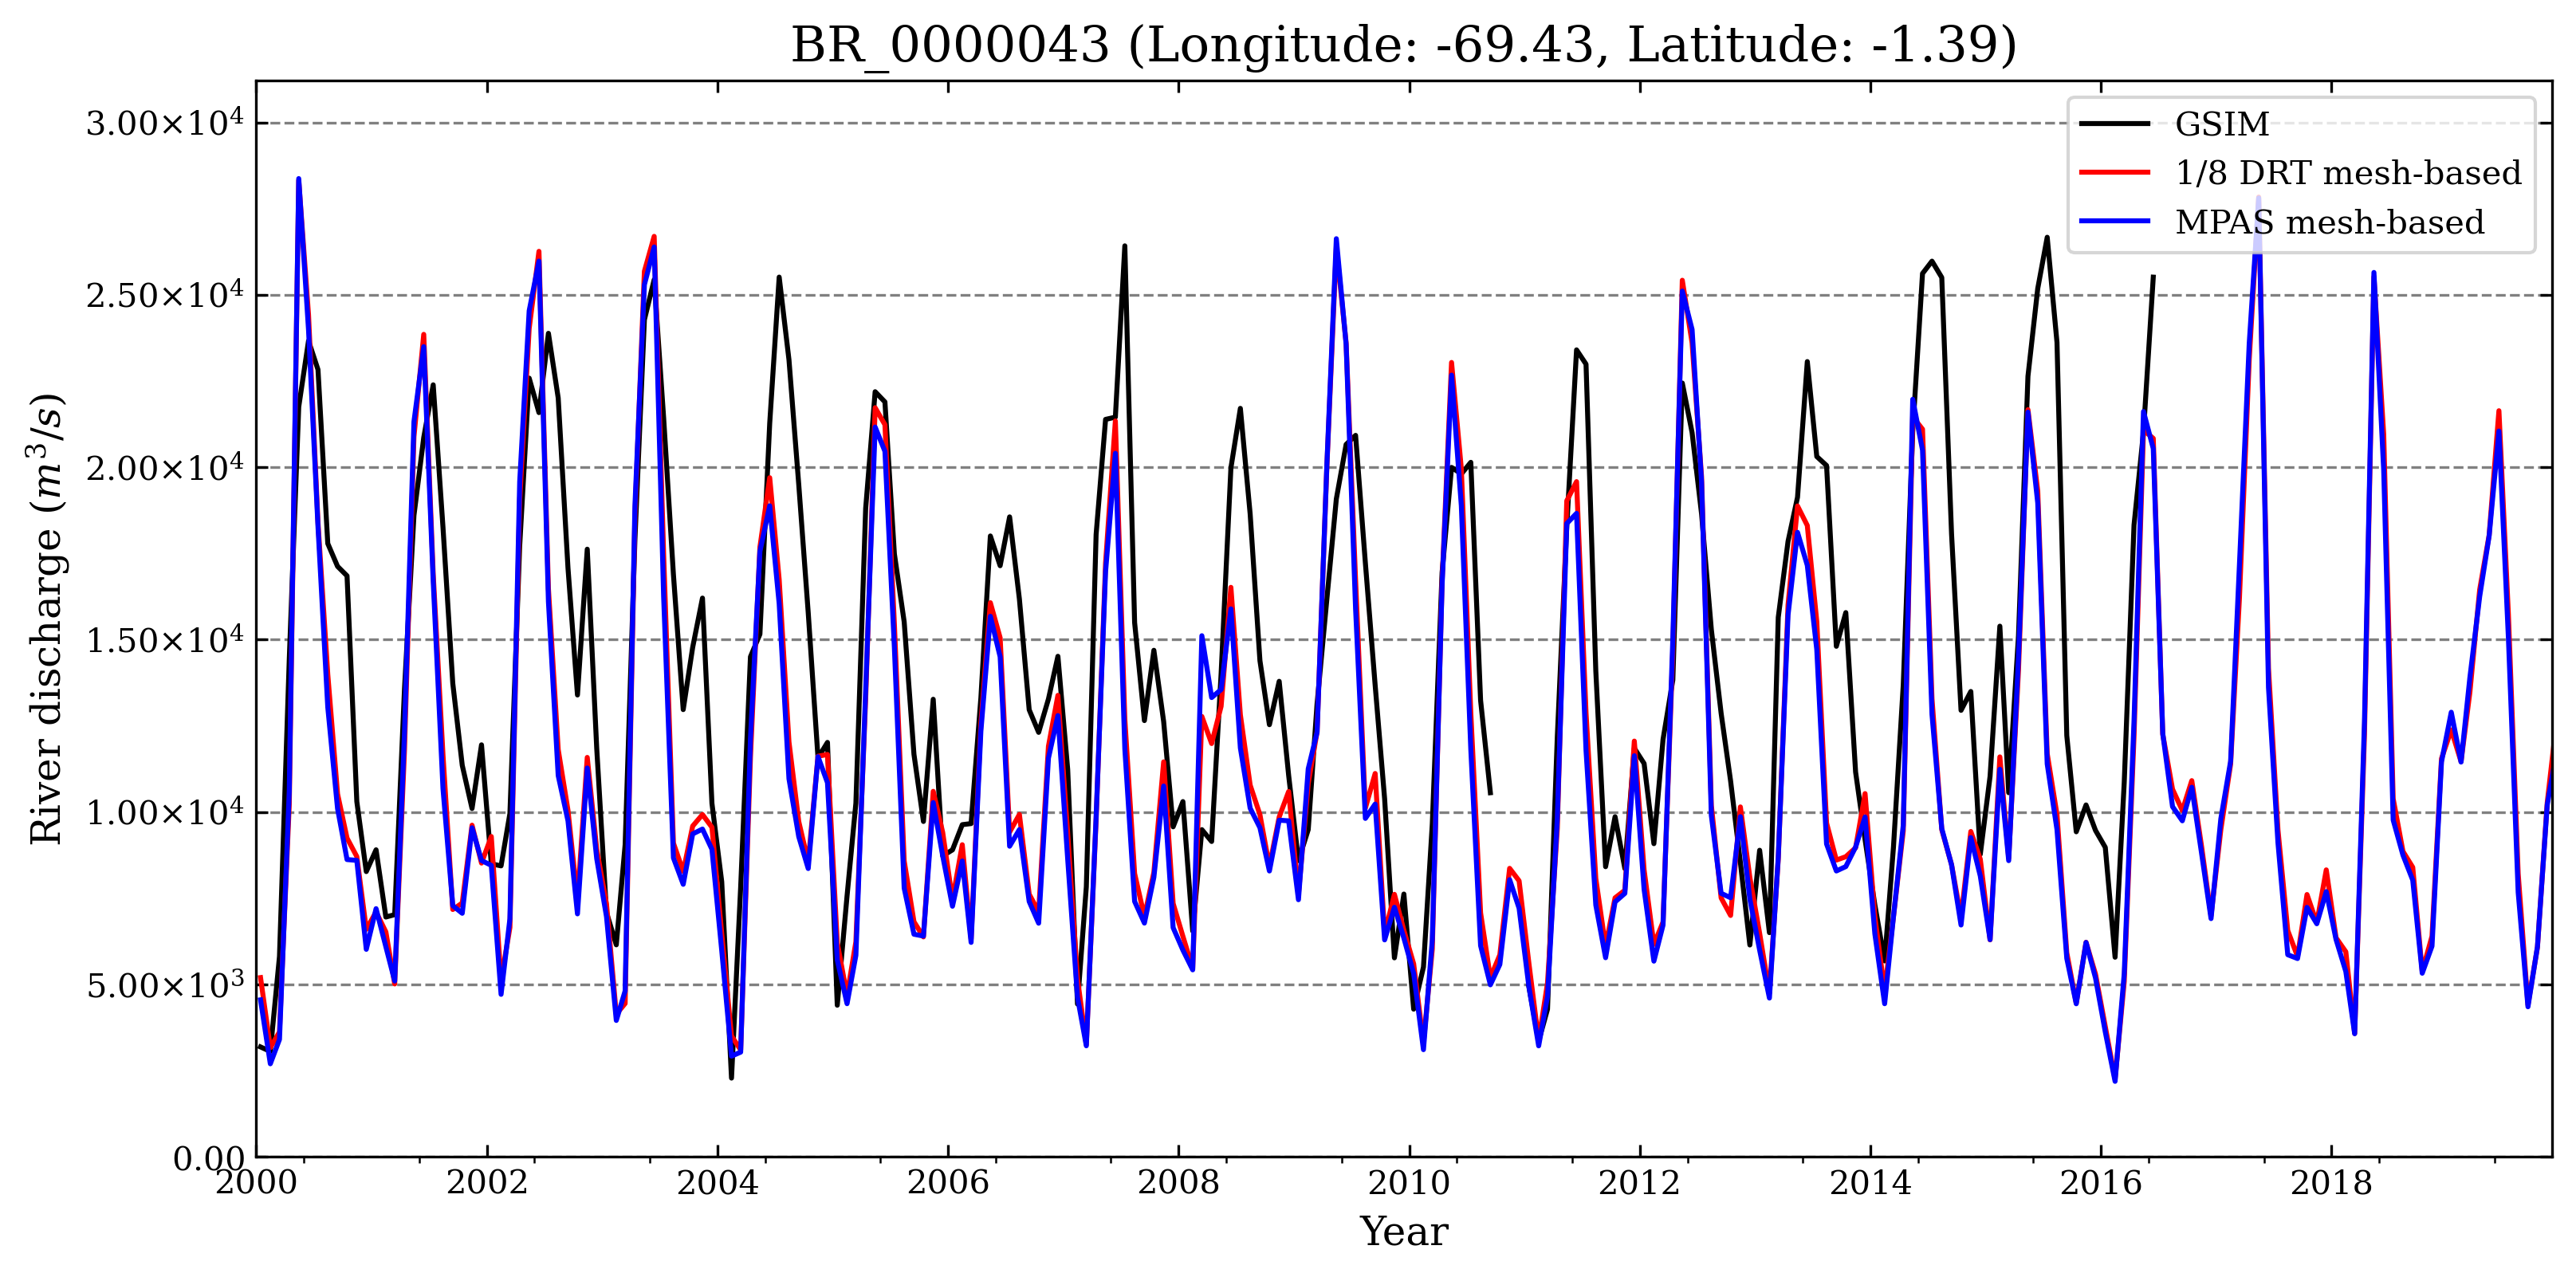 BR_0000043 (Longitude: -69.43, Latitude: -1.39)
3.00×10⁴
2.50×10⁴
2.00×10⁴
1.50×10⁴
1.00×10⁴
5.00×10³
0.00
River discharge (m³/s)
GSIM
1/8 DRT mesh-based
MPAS mesh-based
2000 2002 2004 2006 2008 2010 2012 2014 2016 2018
Year